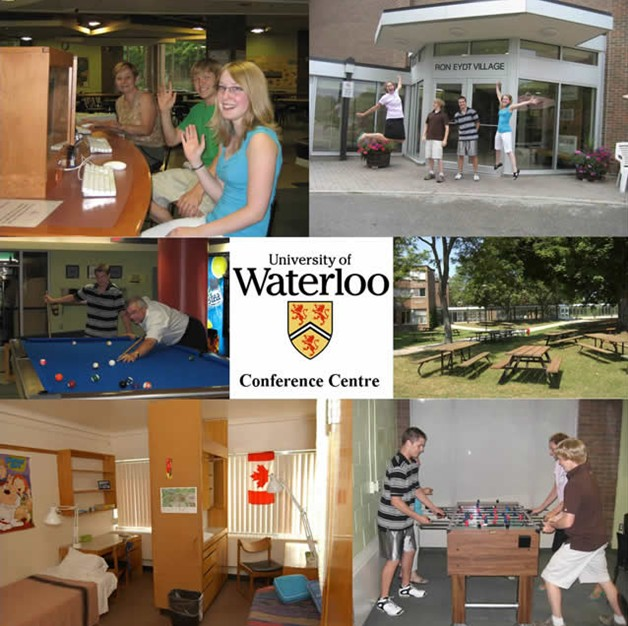 RON EYDT VILLAGE
University of
Waterloo
Conference Centre